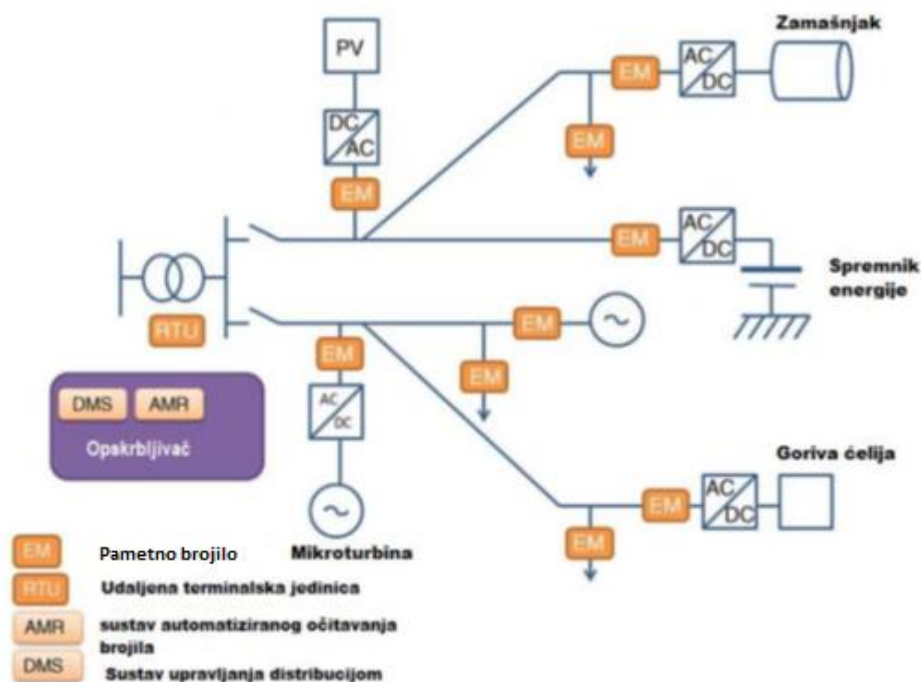 Zamašnjak
PV
AC
DC
EM
DC
AC
EM
EM
AC
DC
EM
Spremnik
energije
RTU
EM
EM
EM
DMS
AMR
AC
DC
Opskrbljivač
Goriva ćelija
AC
DC
EM
Mikroturbina
EM
EM
Pametno brojilo
RTU
Udaljena terminalska jedinica
AMR
sustav automatiziranog očitavanja
brojila
DMS
Sustav upravljanja distribucijom